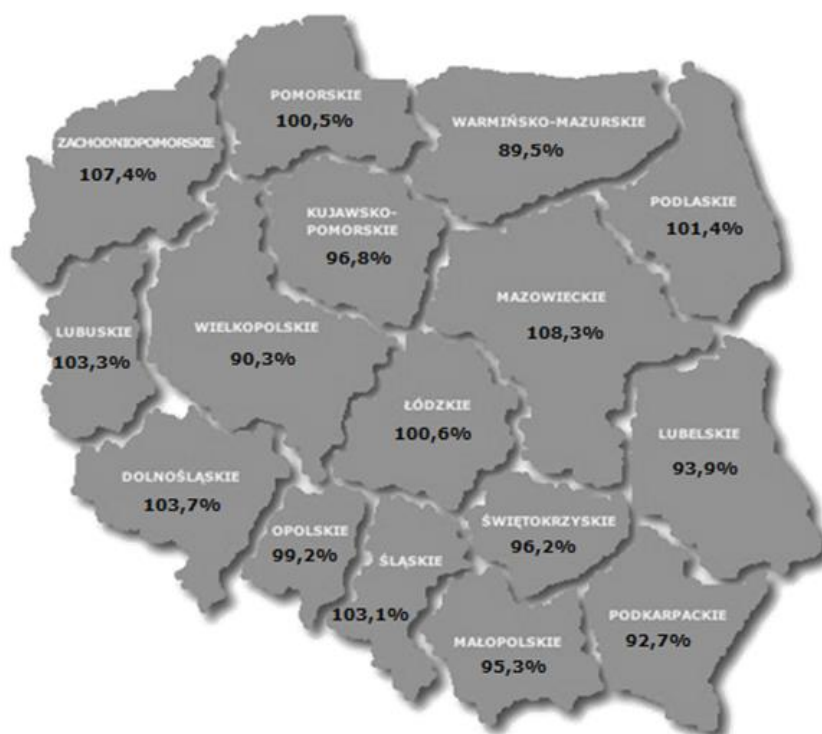 POMORSKIE
100,5%
WARMIŃSKO-MAZURSKIE
89,5%
ZACHODNIOPOMORSKIE
107,4%
KUJAWSKO-
POMORSKIE
96,8%
PODLASKIE
101,4%
MAZOWIECKIE
108,3%
LUBUSKIE
103,3%
WIELKOPOLSKIE
90,3%
ŁÓDZKIE
100,6%
LUBELSKIE
93,9%
DOLNOŚLĄSKIE
103,7%
OPOLSKIE
99,2%
ŚLĄSKIE
103,1%
ŚWIĘTOKRZYSKIE
96,2%
MAŁOPOLSKIE
95,3%
PODKARPACKIE
92,7%